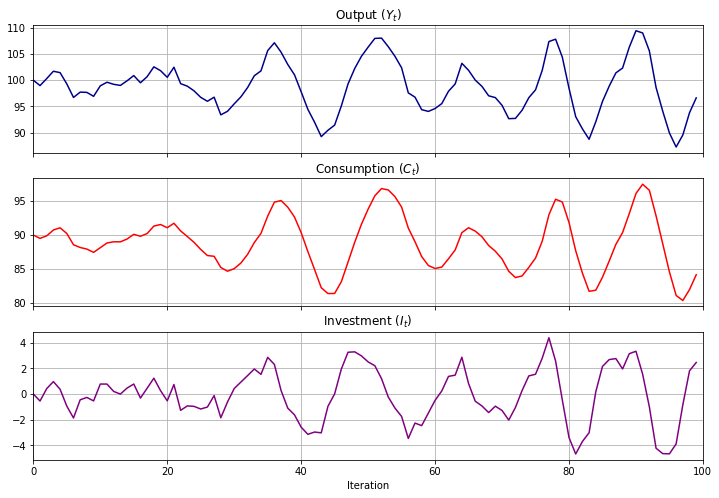 Output (Y_t)
110
105
100
95
90
Consumption (C_t)
95
90
85
80
Investment (I_t)
4
2
0
−2
−4
0 20 40 60 80 100
Iteration